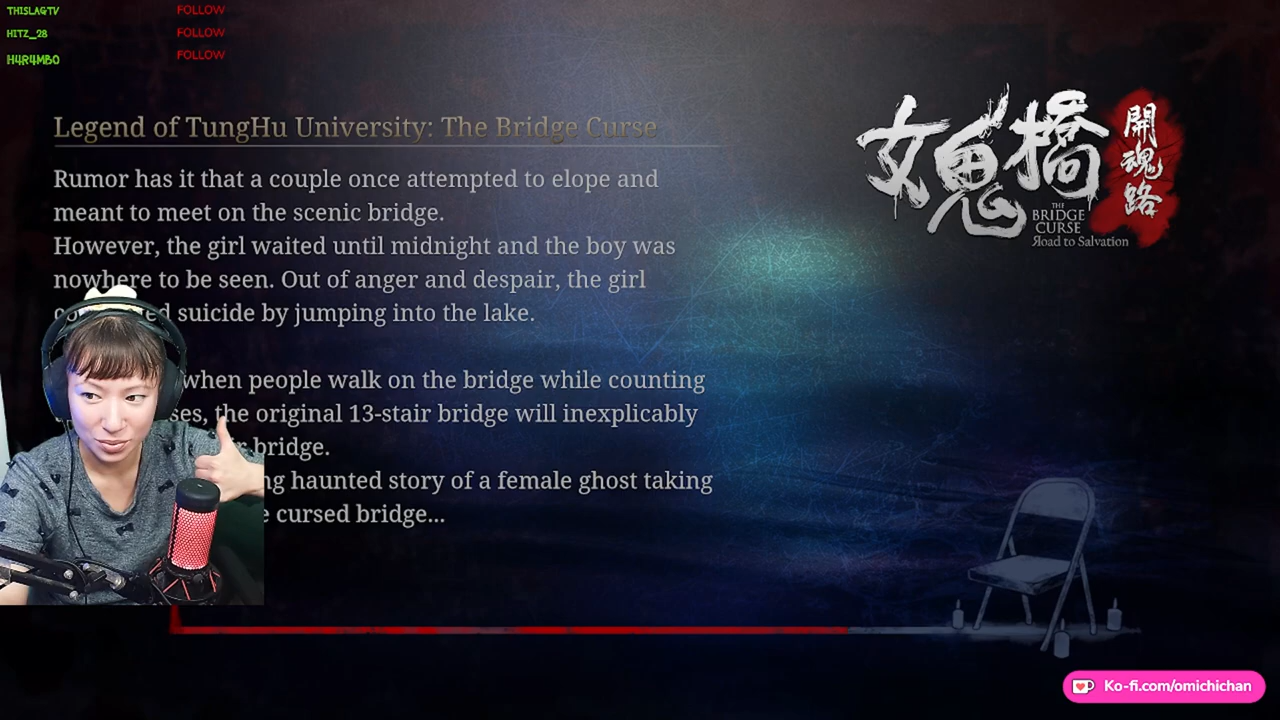 THISLAGTV FOLLOW
HITZ_28 FOLLOW
H4R4MB0 FOLLOW
Legend of TungHu University: The Bridge Curse
Rumor has it that a couple once attempted to elope and
meant to meet on the scenic bridge.
However, the girl waited until midnight and the boy was
nowhere to be seen. Out of anger and despair, the girl
suicide by jumping into the lake.
when people walk on the bridge while counting
the original 13-stair bridge will inexplicably
bridge.
haunted story of a female ghost taking
cursed bridge...
女鬼橋
開魂路
THE
BRIDGE
CURSE
Road to Salvation
Ko-fi.com/omichichan